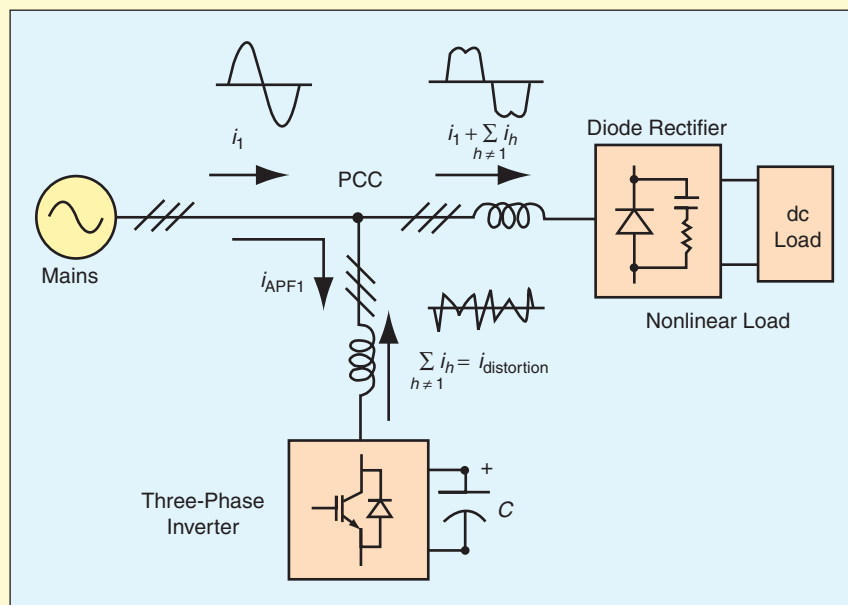 i1
i1 + Σ ih
h ≠ 1
Diode Rectifier
PCC
dc
Load
Mains
iAPF1
Nonlinear Load
Σ ih = idistortion
h ≠ 1
Three-Phase
Inverter
+
C